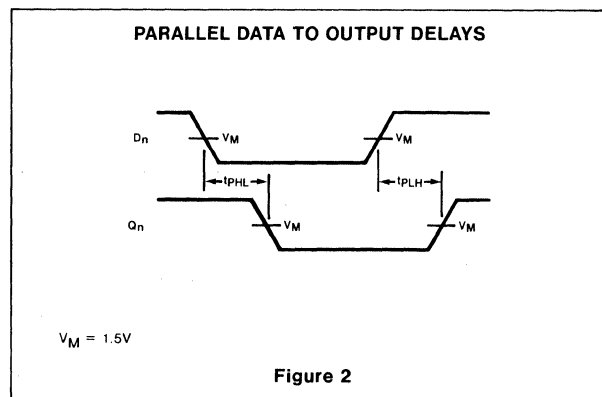 PARALLEL DATA TO OUTPUT DELAYS
Dn
VM
VM
tPHL
tPLH
Qn
VM
VM
VM = 1.5V
Figure 2